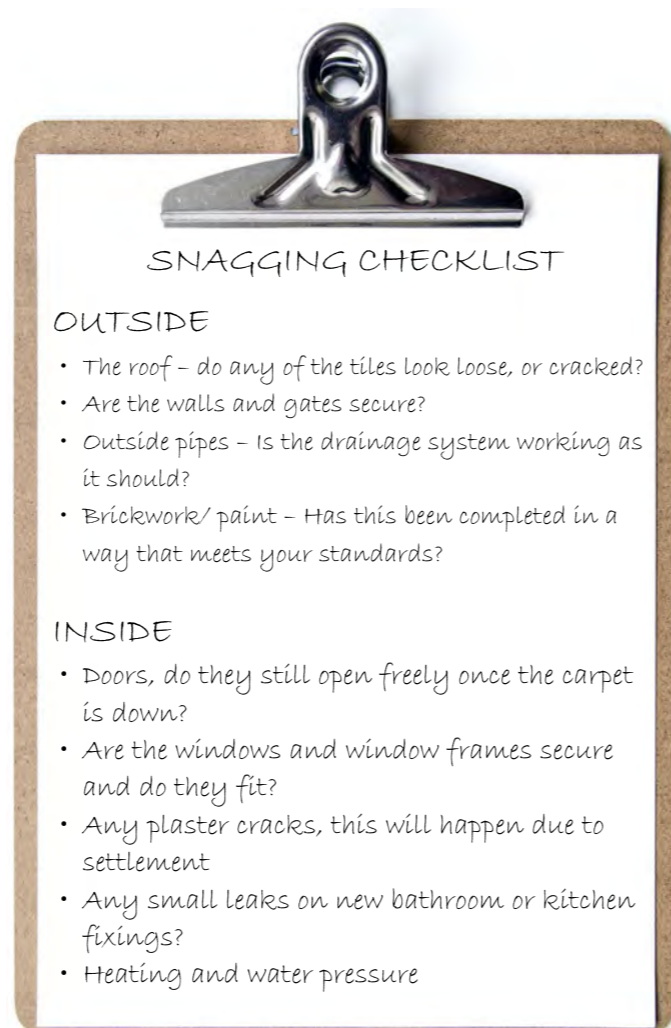 SNAGGING CHECKLIST
OUTSIDE
• The roof – do any of the tiles look loose, or cracked?
• Are the walls and gates secure?
• Outside pipes – Is the drainage system working as
it should?
• Brickwork/ paint – Has this been completed in a
way that meets your standards?
INSIDE
• Doors, do they still open freely once the carpet
is down?
• Are the windows and window frames secure
and do they fit?
• Any plaster cracks, this will happen due to
settlement
• Any small leaks on new bathroom or kitchen
fixings?
• Heating and water pressure